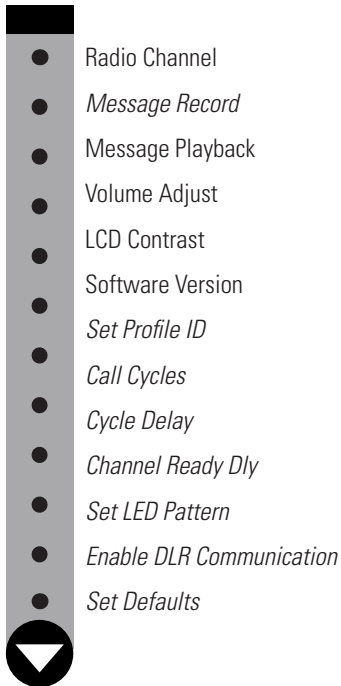 Radio Channel
Message Record
Message Playback
Volume Adjust
LCD Contrast
Software Version
Set Profile ID
Call Cycles
Cycle Delay
Channel Ready Dly
Set LED Pattern
Enable DLR Communication
Set Defaults